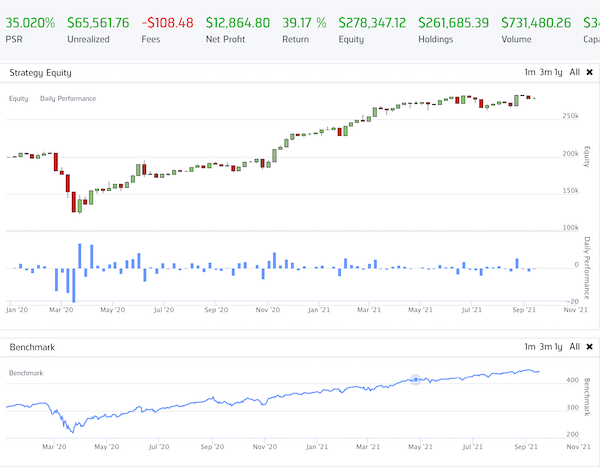 35.020% $65,561.76 -$108.48 $12,864.80 39.17 % $278,347.12 $261,685.39 $731,480.26
PSR Unrealized Fees Net Profit Return Equity Holdings Volume
Strategy Equity 1m 3m 1y All ✖
Equity Daily Performance
250k
200k
150k
100k
Equity
0
-20
Daily Performance
Jan '20 Mar '20 May '20 Jul '20 Sep '20 Nov '20 Jan '21 Mar '21 May '21 Jul '21 Sep '21 Nov '21
Benchmark 1m 3m 1y All ✖
Benchmark
400
300
200
Benchmark
Mar '20 May '20 Jul '20 Sep '20 Nov '20 Jan '21 Mar '21 May '21 Jul '21 Sep '21 Nov '21